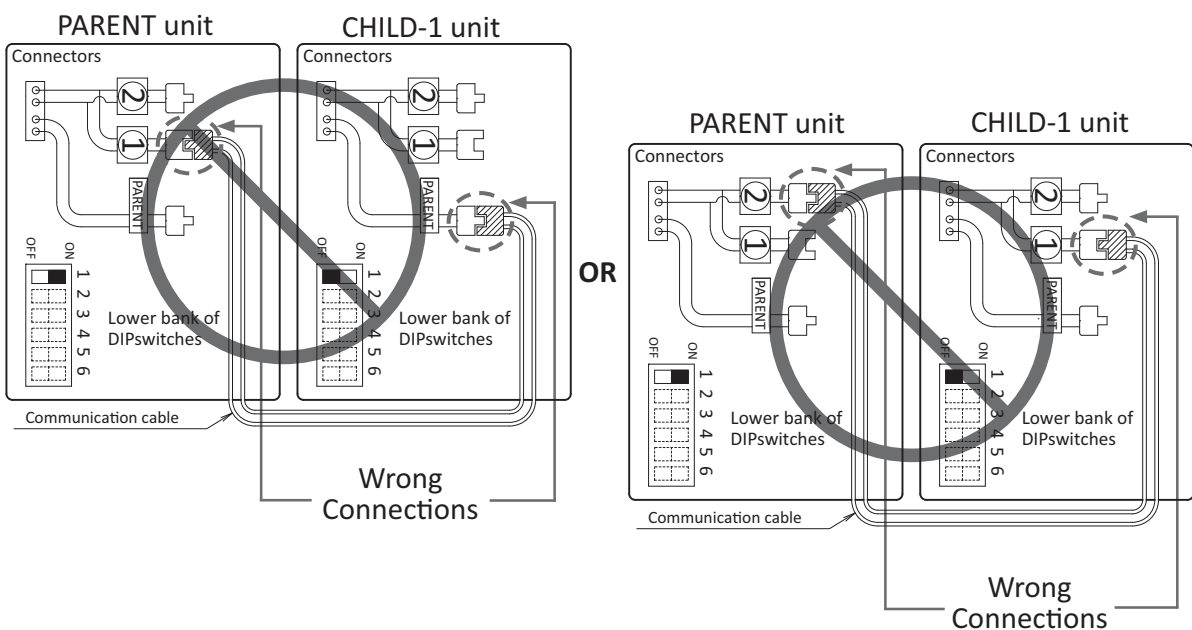 PARENT unit
CHILD-1 unit
Connectors
Connectors
2
1
PARENT
2
1
PARENT
OFF
ON
1
2
3
4
5
6
Lower bank of
DIPswitches
OFF
ON
1
2
3
4
5
6
Lower bank of
DIPswitches
Communication cable
Wrong
Connections
OR
PARENT unit
CHILD-1 unit
Connectors
Connectors
2
1
PARENT
2
1
PARENT
OFF
ON
1
2
3
4
5
6
Lower bank of
DIPswitches
OFF
ON
1
2
3
4
5
6
Lower bank of
DIPswitches
Communication cable
Wrong
Connections